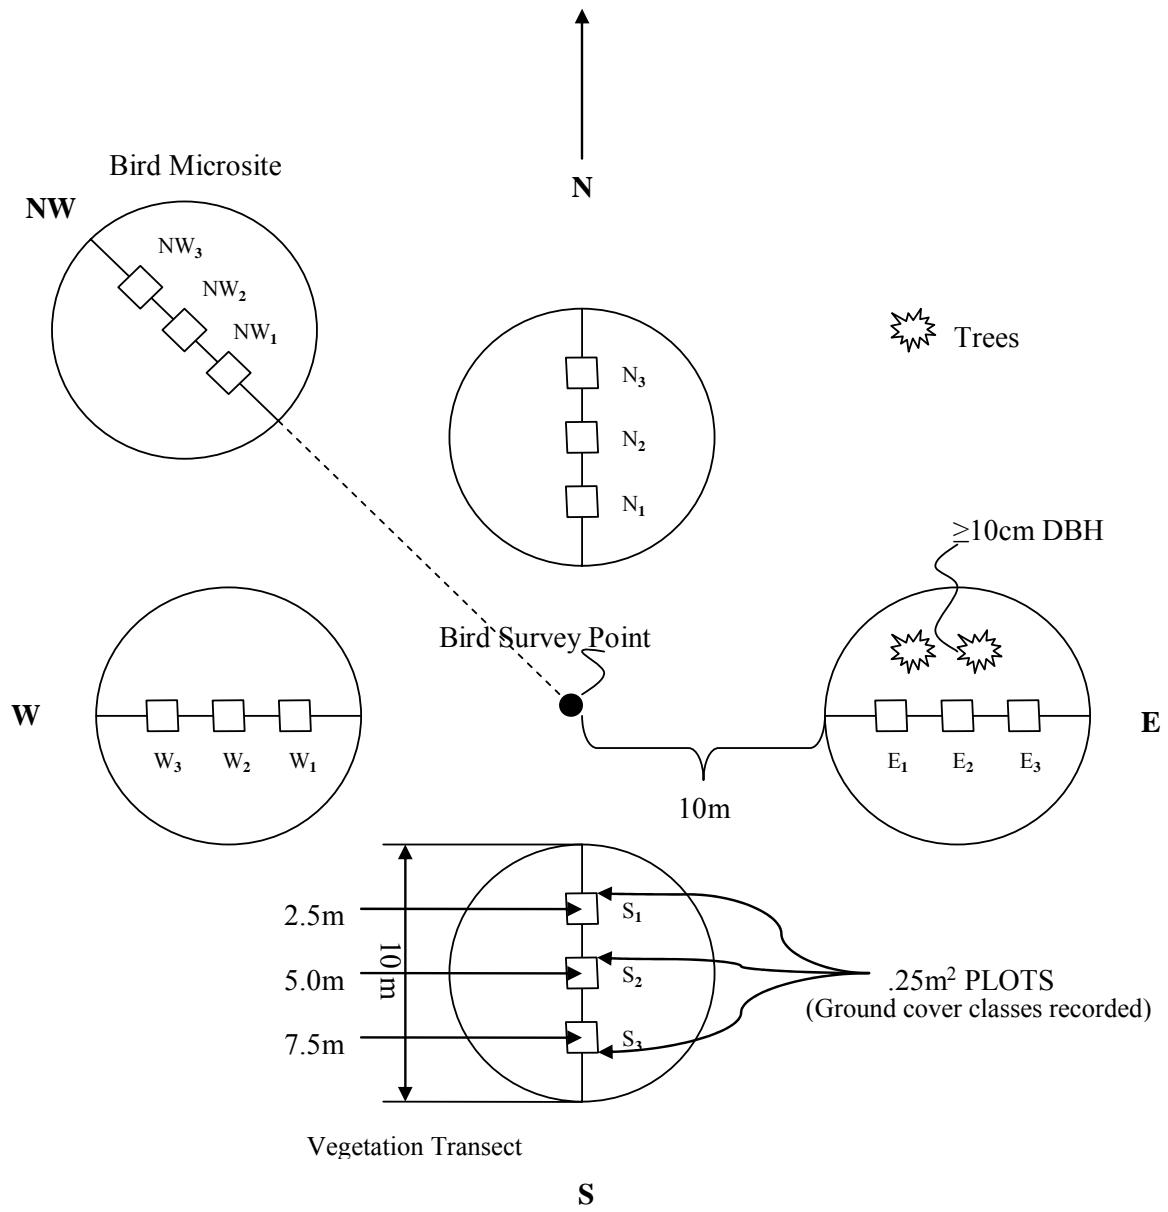 Bird Microsite
N
NW
NW3
NW2
NW1
N3
N2
N1
Trees
≥10cm DBH
Bird Survey Point
W
W3 W2 W1
E1 E2 E3
E
10m
2.5m
5.0m
7.5m
10 m
S1
S2
S3
.25m² PLOTS
(Ground cover classes recorded)
Vegetation Transect
S